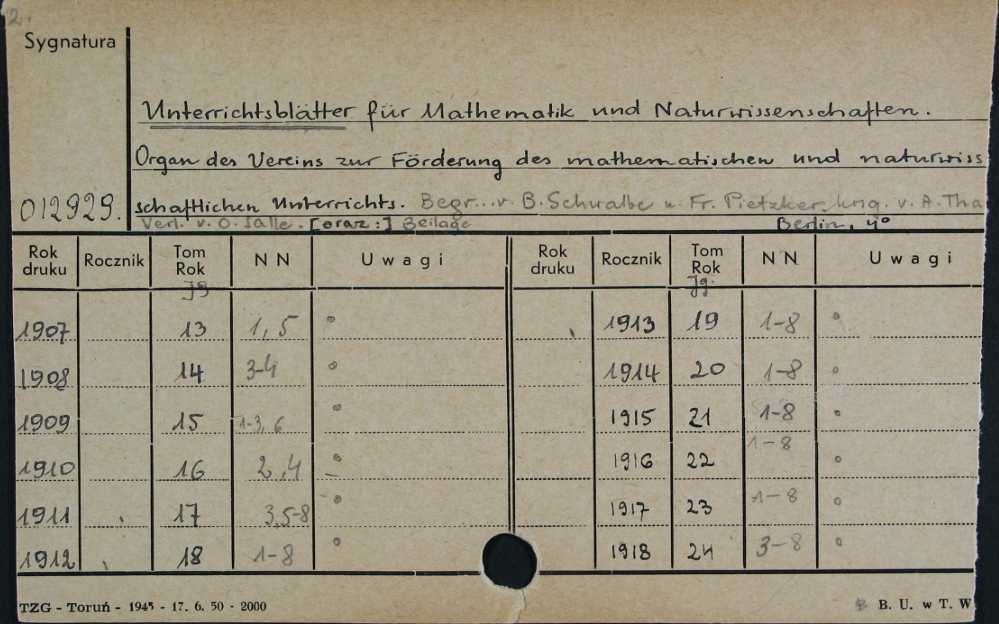 2.
Sygnatura
Unterrichtsblätter für Mathematik und Naturwissenschaften.
Organ des Vereins zur Förderung des mathematischen und naturwiss
012929. schaftlichen Unterrichts. Begr... v. B. Schwalbe u. Fr. Pietzker, hng. v. A. Tha
Verl. v. O. Salle. [oraz:] Beilage Berlin, 4°
Rok druku Rocznik Tom Rok N N Uwagi Rok druku Rocznik Tom Rok N N Uwagi
Jg Jg.
1907 13 1, 5 1913 19 1-8
1908 14 3-4 1914 20 1-8
1909 15 1-3, 6 1915 21 1-8
1910 16 2,4 1916 22 1-8
1911 17 3,5-8 1917 23 1-8
1912 18 1-8 1918 24 3-8
TZG - Toruń - 1945 - 17. 6. 50 - 2000 B. U. w T. W